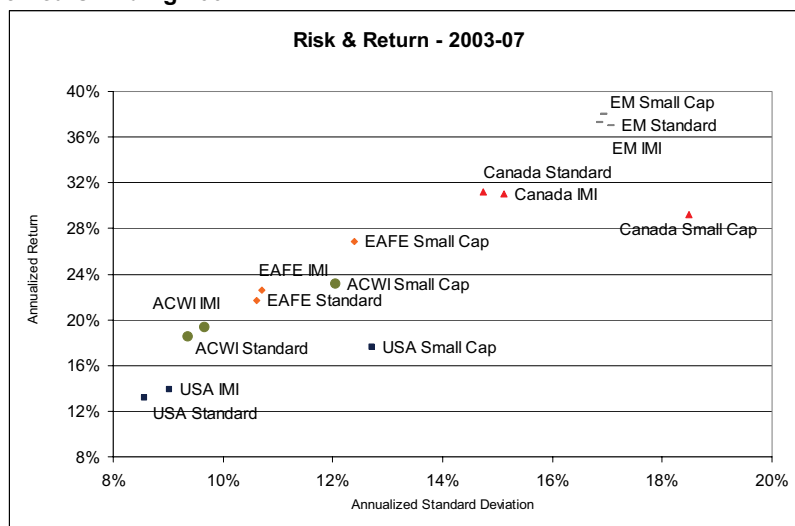 Risk & Return - 2003-07
40%
36%
32%
28%
24%
20%
16%
12%
8%
Annualized Return
EM Small Cap
EM Standard
EM IMI
Canada Standard
Canada IMI
Canada Small Cap
EAFE Small Cap
EAFE IMI
ACWI Small Cap
EAFE Standard
ACWI IMI
ACWI Standard
USA Small Cap
USA IMI
USA Standard
8% 10% 12% 14% 16% 18% 20%
Annualized Standard Deviation